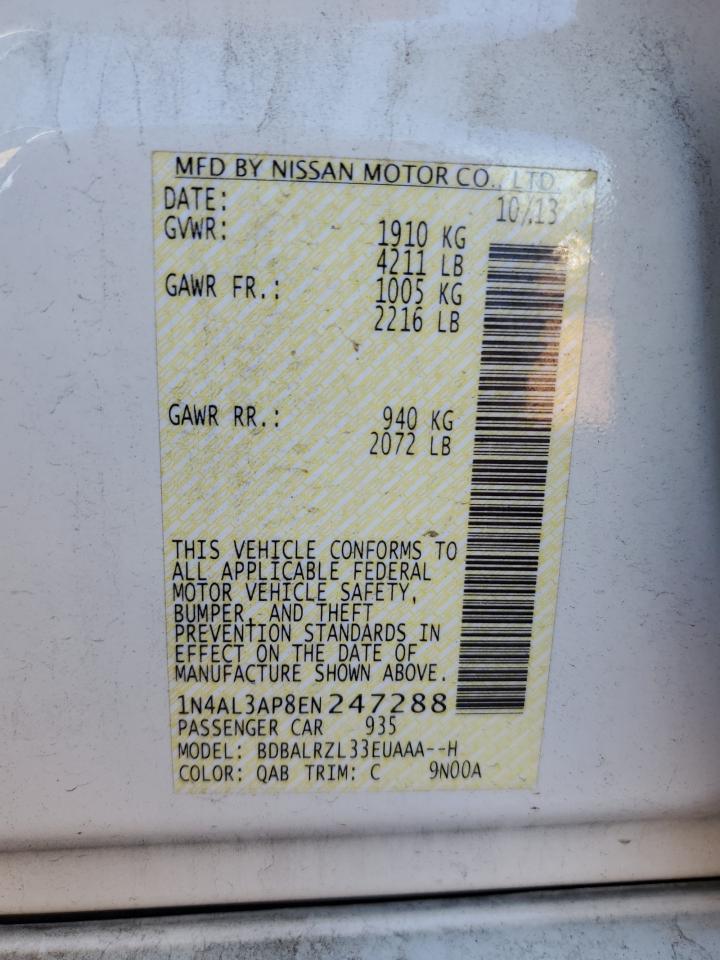 MFD BY NISSAN MOTOR CO., LTD.
DATE: 10/13
GVWR: 1910 KG
4211 LB
GAWR FR.: 1005 KG
2216 LB
GAWR RR.: 940 KG
2072 LB
THIS VEHICLE CONFORMS TO
ALL APPLICABLE FEDERAL
MOTOR VEHICLE SAFETY,
BUMPER, AND THEFT
PREVENTION STANDARDS IN
EFFECT ON THE DATE OF
MANUFACTURE SHOWN ABOVE.
1N4AL3AP8EN247288
PASSENGER CAR 935
MODEL: BDBALRZL33EUAAA--H
COLOR: QAB TRIM: C 9N00A